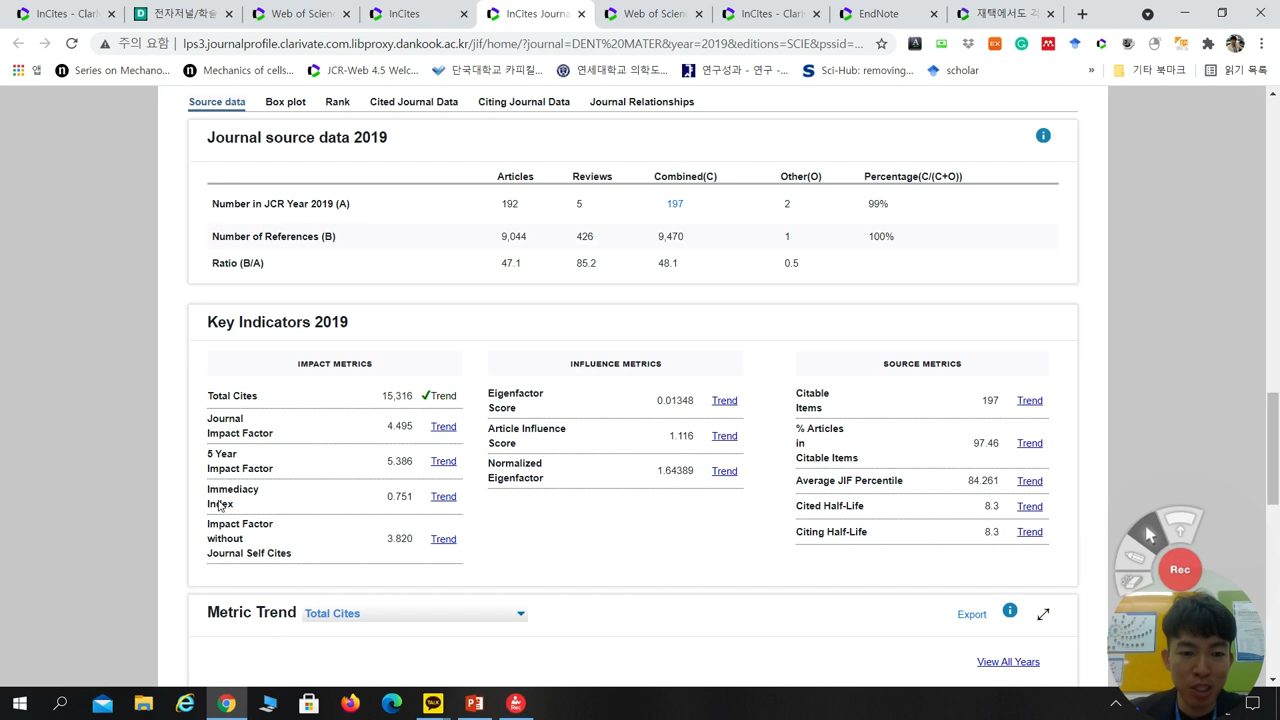 InCites - Clari
전자저널/학술
Web of Scienc
InCites
InCites Journal
Web of Scienc
InCites - Clari
EndNote
재택에서도 격
주의 요함
lps3.journalprofile.clarivate.com.lib-proxy.dankook.ac.kr/jif/home/?journal=DENT%20MATER&year=2019&edition=SCIE&pssid=...
앱
Series on Mechano...
Mechanics of cells...
JCR-Web 4.5 Welc...
단국대학교 카피킬...
연세대학교 의학도...
연구성과 - 연구 -...
Sci-Hub: removing...
scholar
»
기타 북마크
읽기 목록
Source data
Box plot
Rank
Cited Journal Data
Citing Journal Data
Journal Relationships
Journal source data 2019
Articles Reviews Combined(C) Other(O) Percentage(C/(C+O))
Number in JCR Year 2019 (A) 192 5 197 2 99%
Number of References (B) 9,044 426 9,470 1 100%
Ratio (B/A) 47.1 85.2 48.1 0.5
Key Indicators 2019
IMPACT METRICS
Total Cites 15,316 ✓Trend
Journal
Impact Factor 4.495 Trend
5 Year
Impact Factor 5.386 Trend
Immediacy
Index 0.751 Trend
Impact Factor
without
Journal Self Cites 3.820 Trend
INFLUENCE METRICS
Eigenfactor
Score 0.01348 Trend
Article Influence
Score 1.116 Trend
Normalized
Eigenfactor 1.64389 Trend
SOURCE METRICS
Citable
Items 197 Trend
% Articles
in
Citable Items 97.46 Trend
Average JIF Percentile 84.261 Trend
Cited Half-Life 8.3 Trend
Citing Half-Life 8.3 Trend
Metric Trend Total Cites
Export
View All Years
Rec
TALK